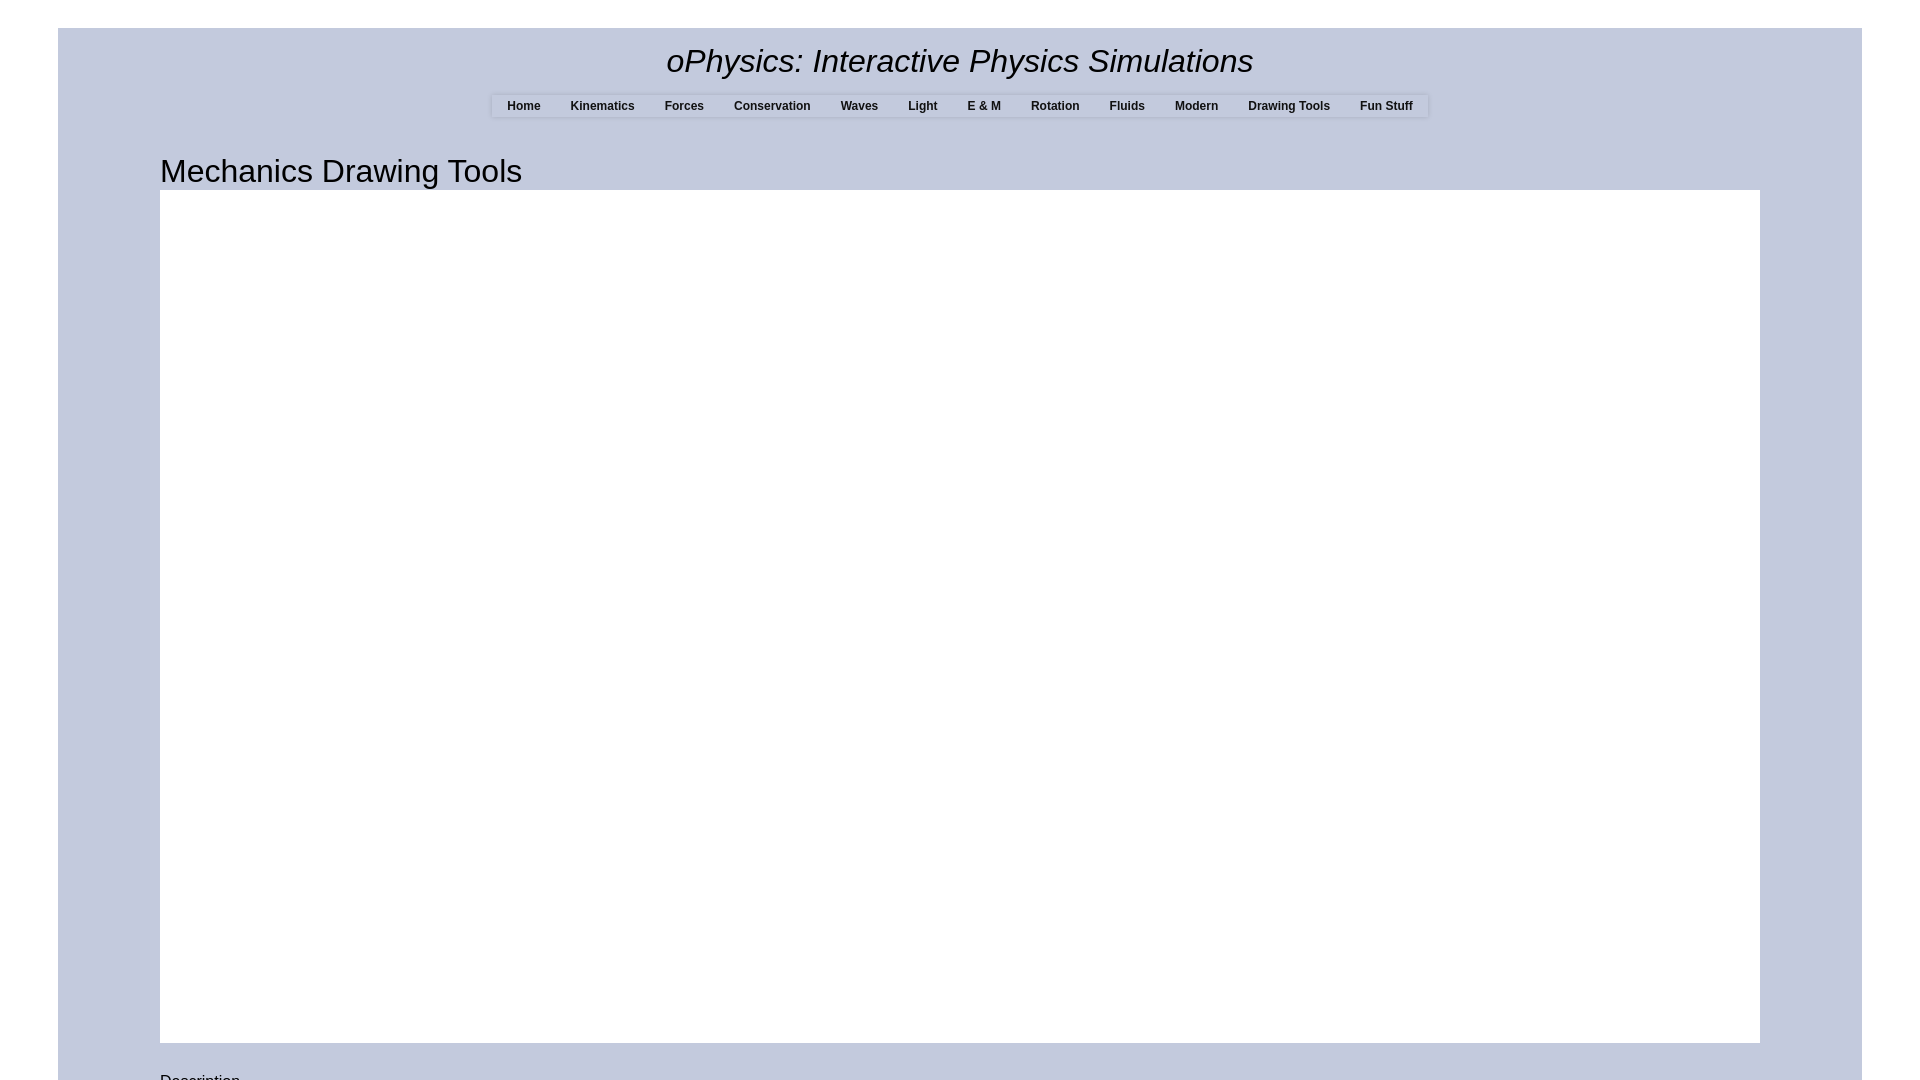 oPhysics: Interactive Physics Simulations
Home Kinematics Forces Conservation Waves Light E & M Rotation Fluids Modern Drawing Tools Fun Stuff
Mechanics Drawing Tools
Description